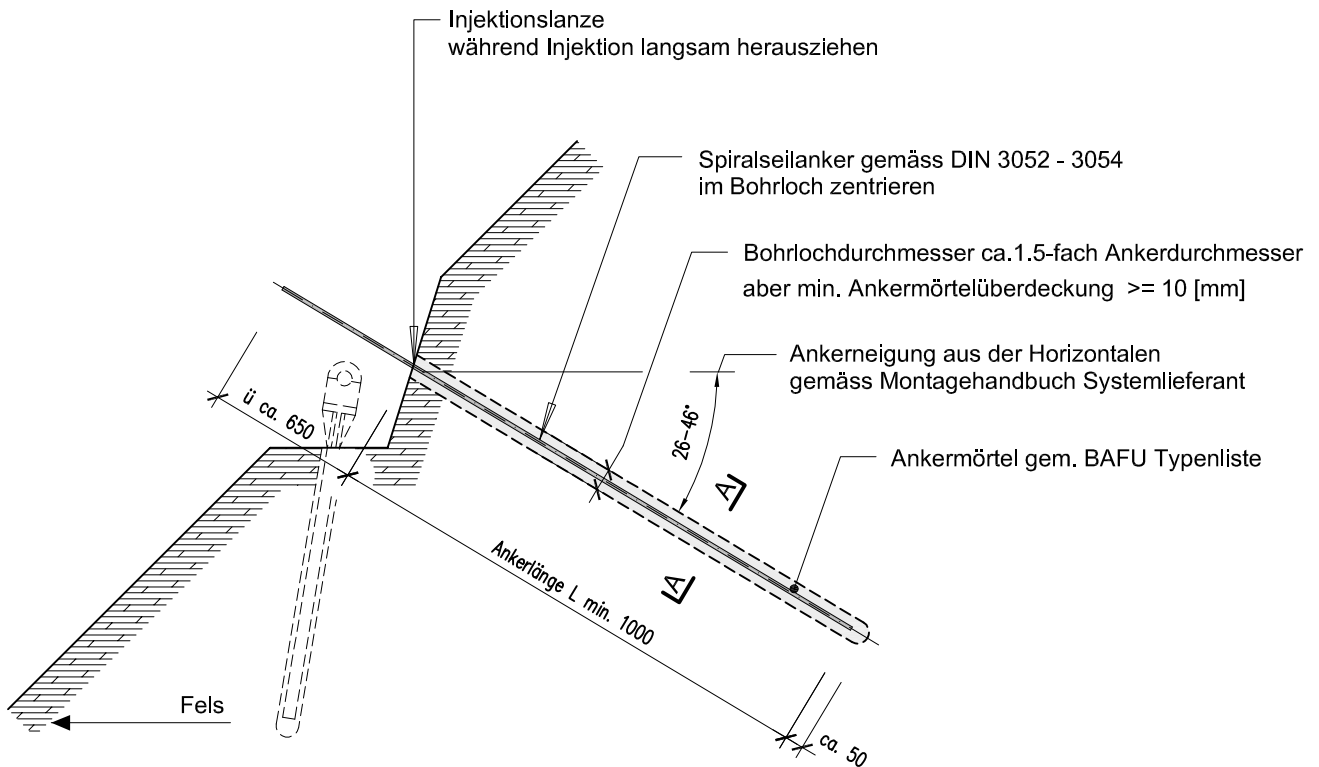 Injektionslanze
während Injektion langsam herausziehen
Spiralseilanker gemäss DIN 3052 - 3054
im Bohrloch zentrieren
Bohrlochdurchmesser ca.1.5-fach Ankerdurchmesser
aber min. Ankermörtelüberdeckung >= 10 [mm]
Ankerneigung aus der Horizontalen
gemäss Montagehandbuch Systemlieferant
ü ca. 650
26-46°
Ankermörtel gem. BAFU Typenliste
A
A
Ankerlänge L min. 1000
Fels
ca. 50